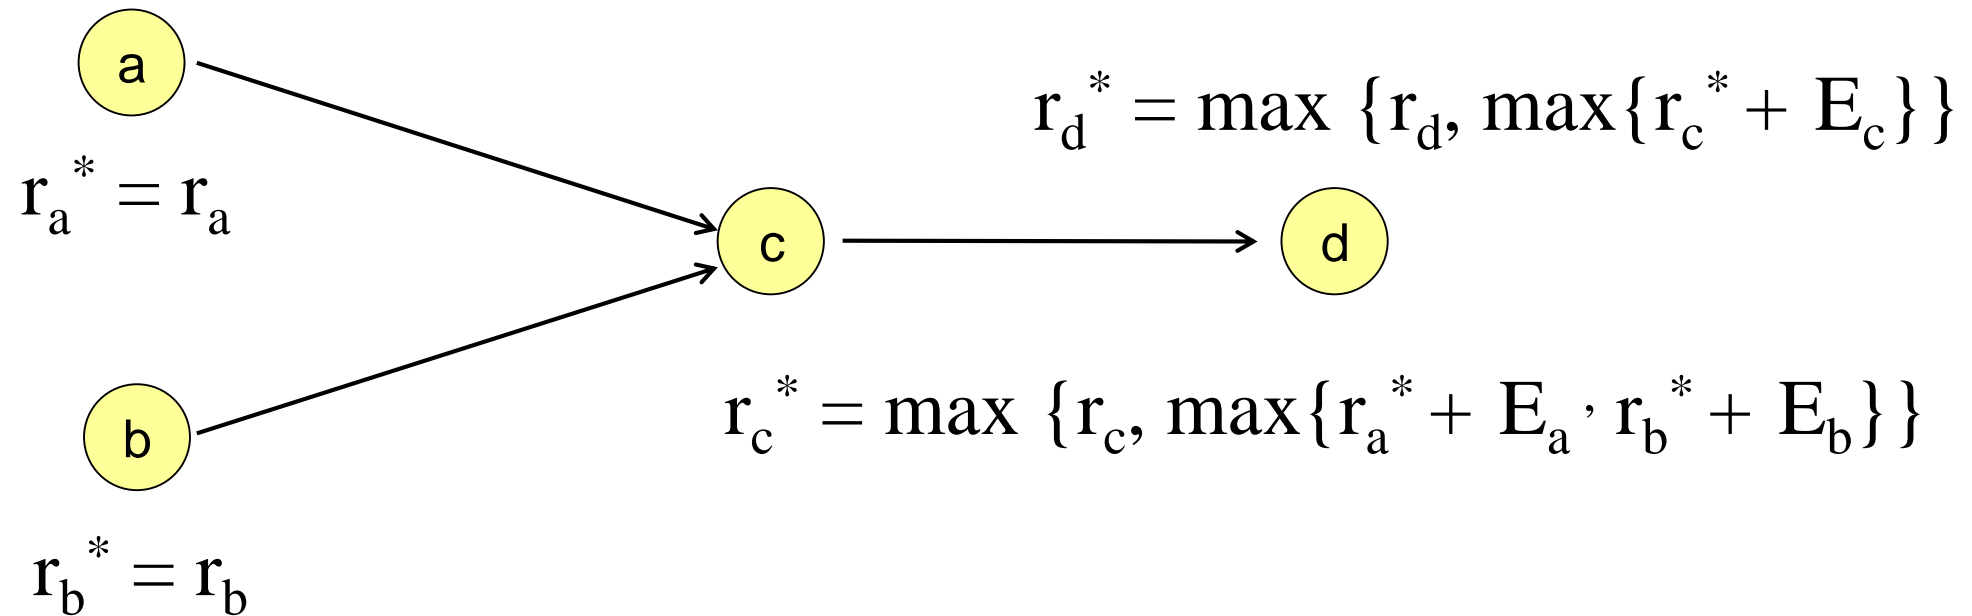 a
r_d^* = max {r_d, max{r_c^* + E_c}}
r_a^* = r_a
c
d
r_c^* = max {r_c, max{r_a^* + E_a, r_b^* + E_b}}
b
r_b^* = r_b